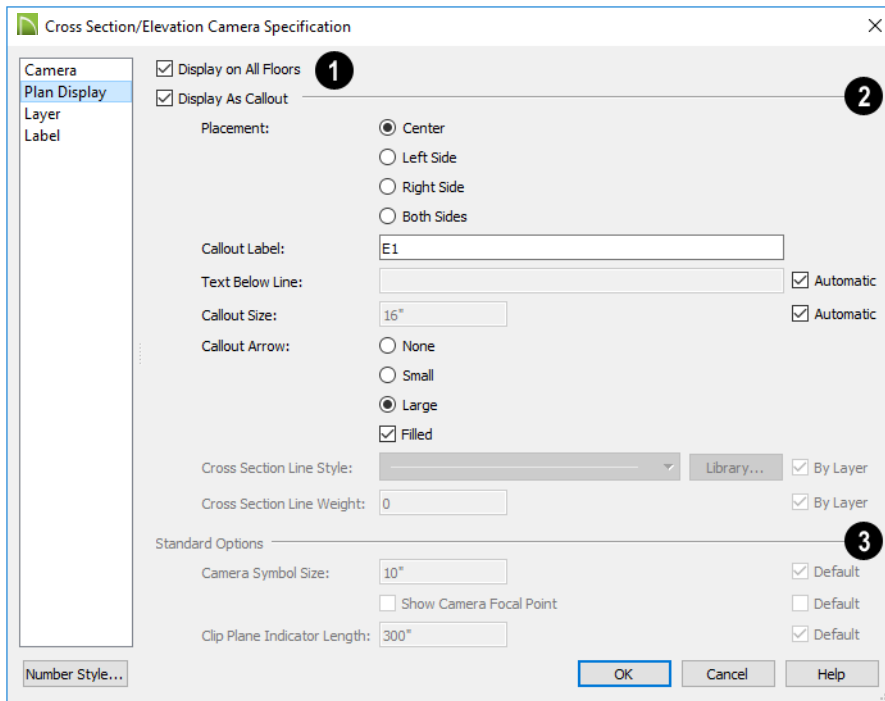 Cross Section/Elevation Camera Specification
Camera
Plan Display
Layer
Label
Display on All Floors 1
Display As Callout 2
Placement: Center
Left Side
Right Side
Both Sides
Callout Label: E1
Text Below Line: Automatic
Callout Size: 16" Automatic
Callout Arrow: None
Small
Large
Filled
Cross Section Line Style: Library... By Layer
Cross Section Line Weight: 0 By Layer
Standard Options 3
Camera Symbol Size: 10" Default
Show Camera Focal Point Default
Clip Plane Indicator Length: 300" Default
Number Style... OK Cancel Help